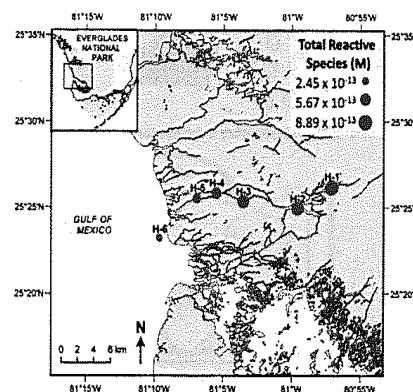 81°15'W 81°10'W 81°5'W 81°W 80°55'W
25°35'N
EVERGLADES
NATIONAL
PARK
Total Reactive
Species (M)
2.45 x 10-13
5.67 x 10-13
8.89 x 10-13
25°30'N 25°30'N
H-1
H-4
H-5 H-3
H-2
25°25'N 25°25'N
GULF OF
MEXICO
H-6
25°20'N 25°20'N
N
0 2 4 6 km
81°15'W 81°10'W 81°5'W 81°W 80°55'W